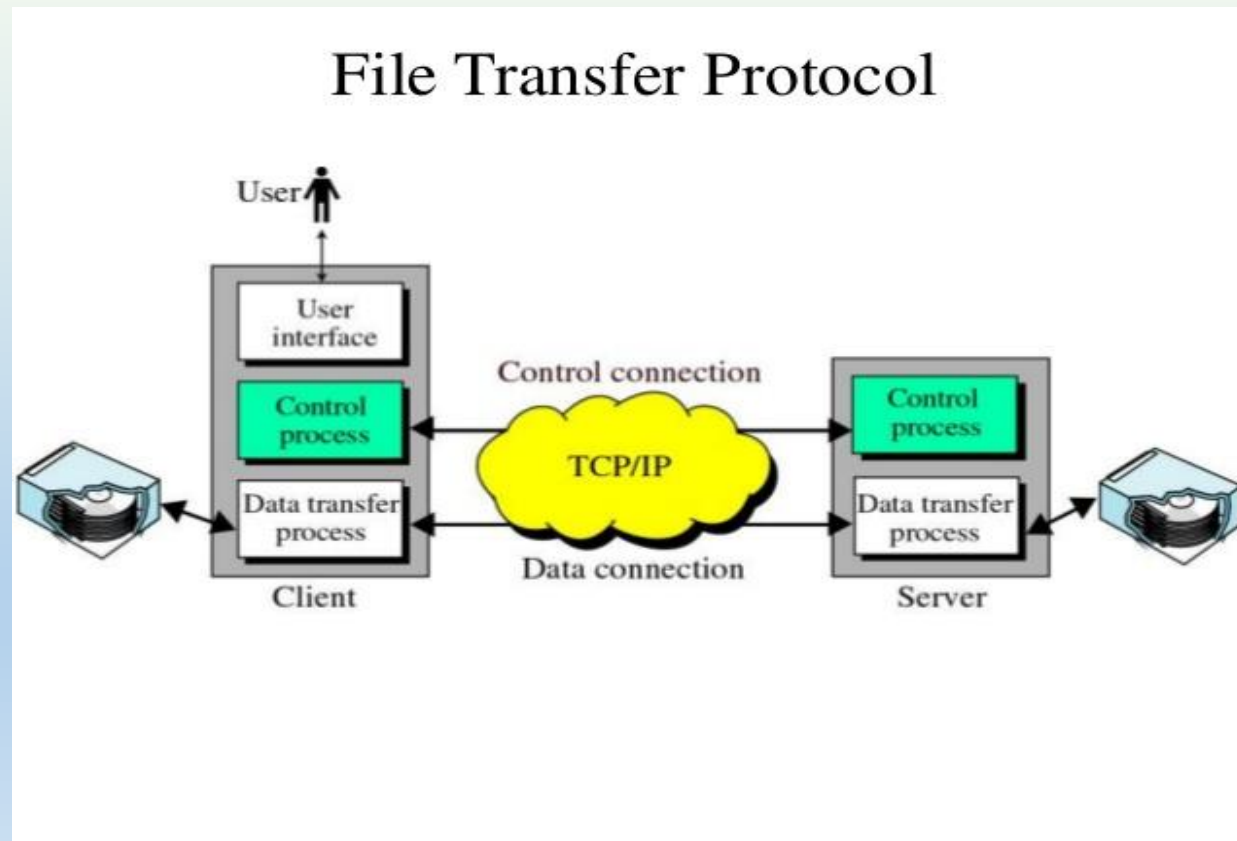 File Transfer Protocol
User
User
interface
Control connection
Control
process
Control
process
TCP/IP
Data transfer
process
Data transfer
process
Data connection
Client
Server